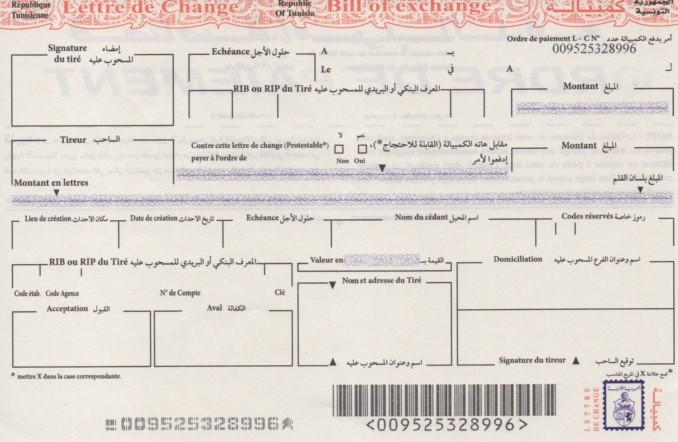 République
Tunisienne
Lettre de Change
Republic
Of Tunisia
Bill of exchange
كمبيالة
الجمهورية
التونسية
Ordre de paiement L - C N° أمر بدفع الكمبيالة عدد
009525328996
Signature إمضاء
du tiré المسحوب عليه
Echéance حلول الأجل
A بـ
Le في
A لـ
Montant المبلغ
RIB ou RIP du Tiré المعرف البنكي أو البريدي للمسحوب عليه
Tireur الساحب
Contre cette lettre de change (Protestable*) لا نعم مقابل هاته الكمبيالة (القابلة للاحتجاج*)،
payer à l'ordre de Non Oui إدفعوا لأمر
Montant المبلغ
Montant en lettres المبلغ بلسان القلم
Lieu de création مكان الاحداث
Date de création تاريخ الاحداث
Echéance حلول الأجل
Nom du cédant اسم المحيل
Codes réservés رموز خاصة
RIB ou RIP du Tiré المعرف البنكي أو البريدي للمسحوب عليه
Valeur en القيمة بـ
Domiciliation اسم وعنوان الفرع المسحوب عليه
Code étab. Code Agence N° de Compte Clé
Nom et adresse du Tiré
Acceptation القبول
Aval الكفالة
اسم وعنوان المسحوب عليه
Signature du tireur توقيع الساحب
* mettre X dans la case correspondante.
*ضع علامة X في المربع المناسب
009525328996
<009525328996>
LETTRE
DE CHANGE
كمبيالة